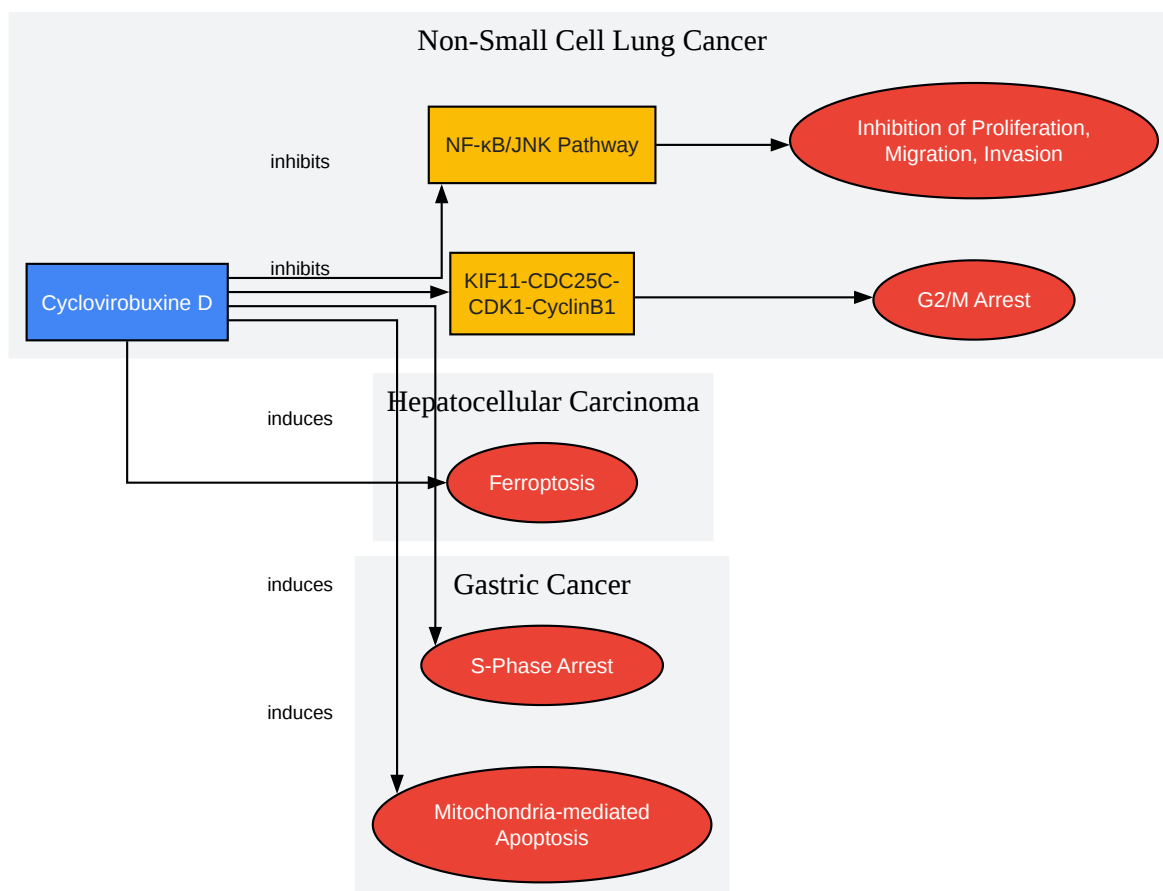 Non-Small Cell Lung Cancer
NF-κB/JNK Pathway
Inhibition of Proliferation,
Migration, Invasion
inhibits
inhibits
Cyclovirobuxine D
KIF11-CDC25C-
CDK1-CyclinB1
G2/M Arrest
Hepatocellular Carcinoma
induces
Ferroptosis
Gastric Cancer
induces
S-Phase Arrest
induces
Mitochondria-mediated
Apoptosis